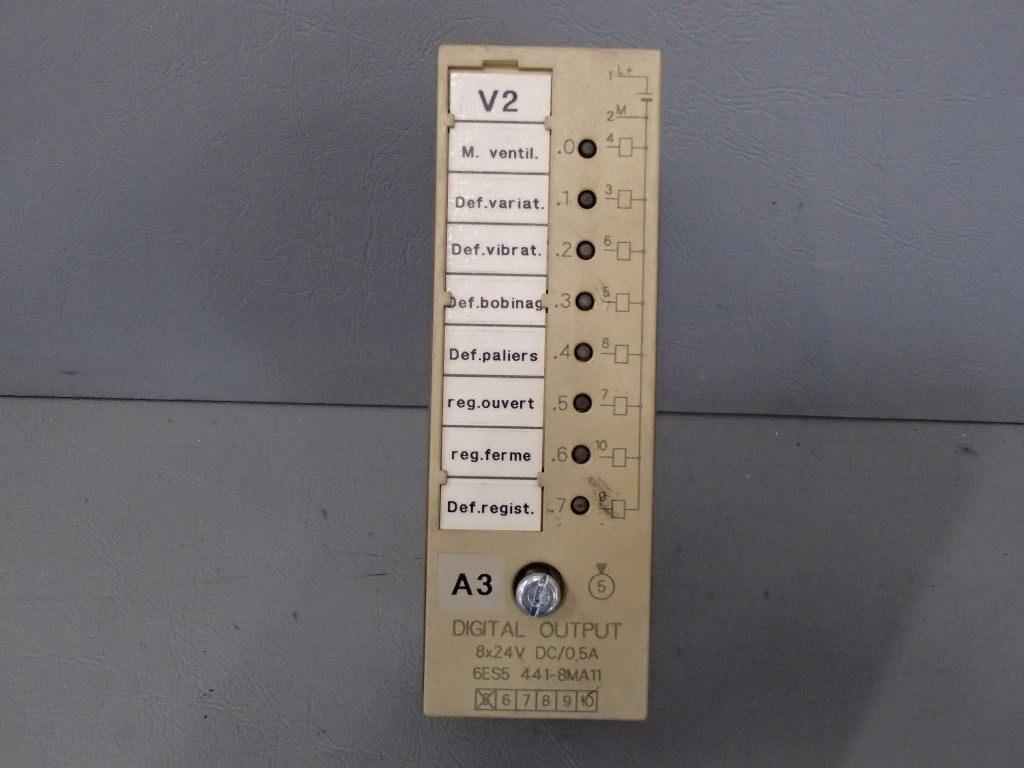 V2
1 L+
2 M
M. ventil. .0 4
Def.variat. .1 3
Def.vibrat. .2 6
Def.bobinag .3 5
Def.paliers .4 8
reg.ouvert .5 7
reg.ferme .6 10
Def.regist. .7 9
A3 5
DIGITAL OUTPUT
8x24V DC/0,5A
6ES5 441-8MA11
5 6 7 8 9 10